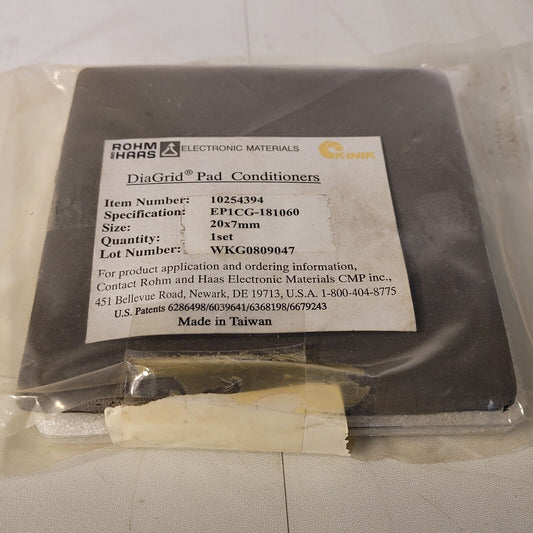 ROHM AND HAAS ELECTRONIC MATERIALS KINIK
DiaGrid® Pad Conditioners
Item Number: 10254394
Specification: EP1CG-181060
Size: 20x7mm
Quantity: 1set
Lot Number: WKG0809047
For product application and ordering information,
Contact Rohm and Haas Electronic Materials CMP inc.,
451 Bellevue Road, Newark, DE 19713, U.S.A. 1-800-404-8775
U.S. Patents 6286498/6039641/6368198/6679243
Made in Taiwan